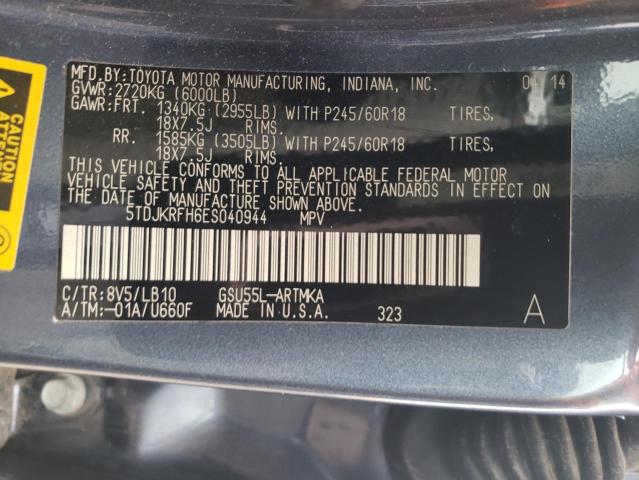 MFD.BY:TOYOTA MOTOR MANUFACTURING, INDIANA, INC. 04/14
GVWR:2720KG (6000LB)
GAWR:FRT. 1340KG (2955LB) WITH P245/60R18 TIRES,
18X7.5J RIMS.
RR. 1585KG (3505LB) WITH P245/60R18 TIRES,
18X7.5J RIMS.
THIS VEHICLE CONFORMS TO ALL APPLICABLE FEDERAL MOTOR
VEHICLE SAFETY AND THEFT PREVENTION STANDARDS IN EFFECT ON
THE DATE OF MANUFACTURE SHOWN ABOVE.
5TDJKRFH6ES040944 MPV
C/TR:8V5/LB10 GSU55L-ARTMKA
A/TM:-01A/U660F MADE IN U.S.A. 323 A
CAUTION